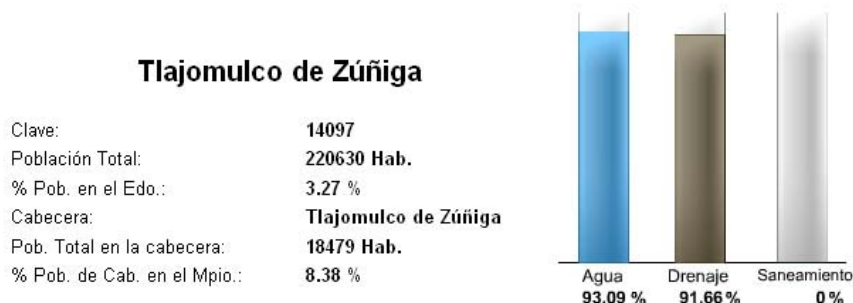 Tlajomulco de Zúñiga
Clave: 14097
Población Total: 220630 Hab.
% Pob. en el Edo.: 3.27 %
Cabecera: Tlajomulco de Zúñiga
Pob. Total en la cabecera: 18479 Hab.
% Pob. de Cab. en el Mpio.: 8.38 %
Agua Drenaje Saneamiento
93.09 % 91.66 % 0 %